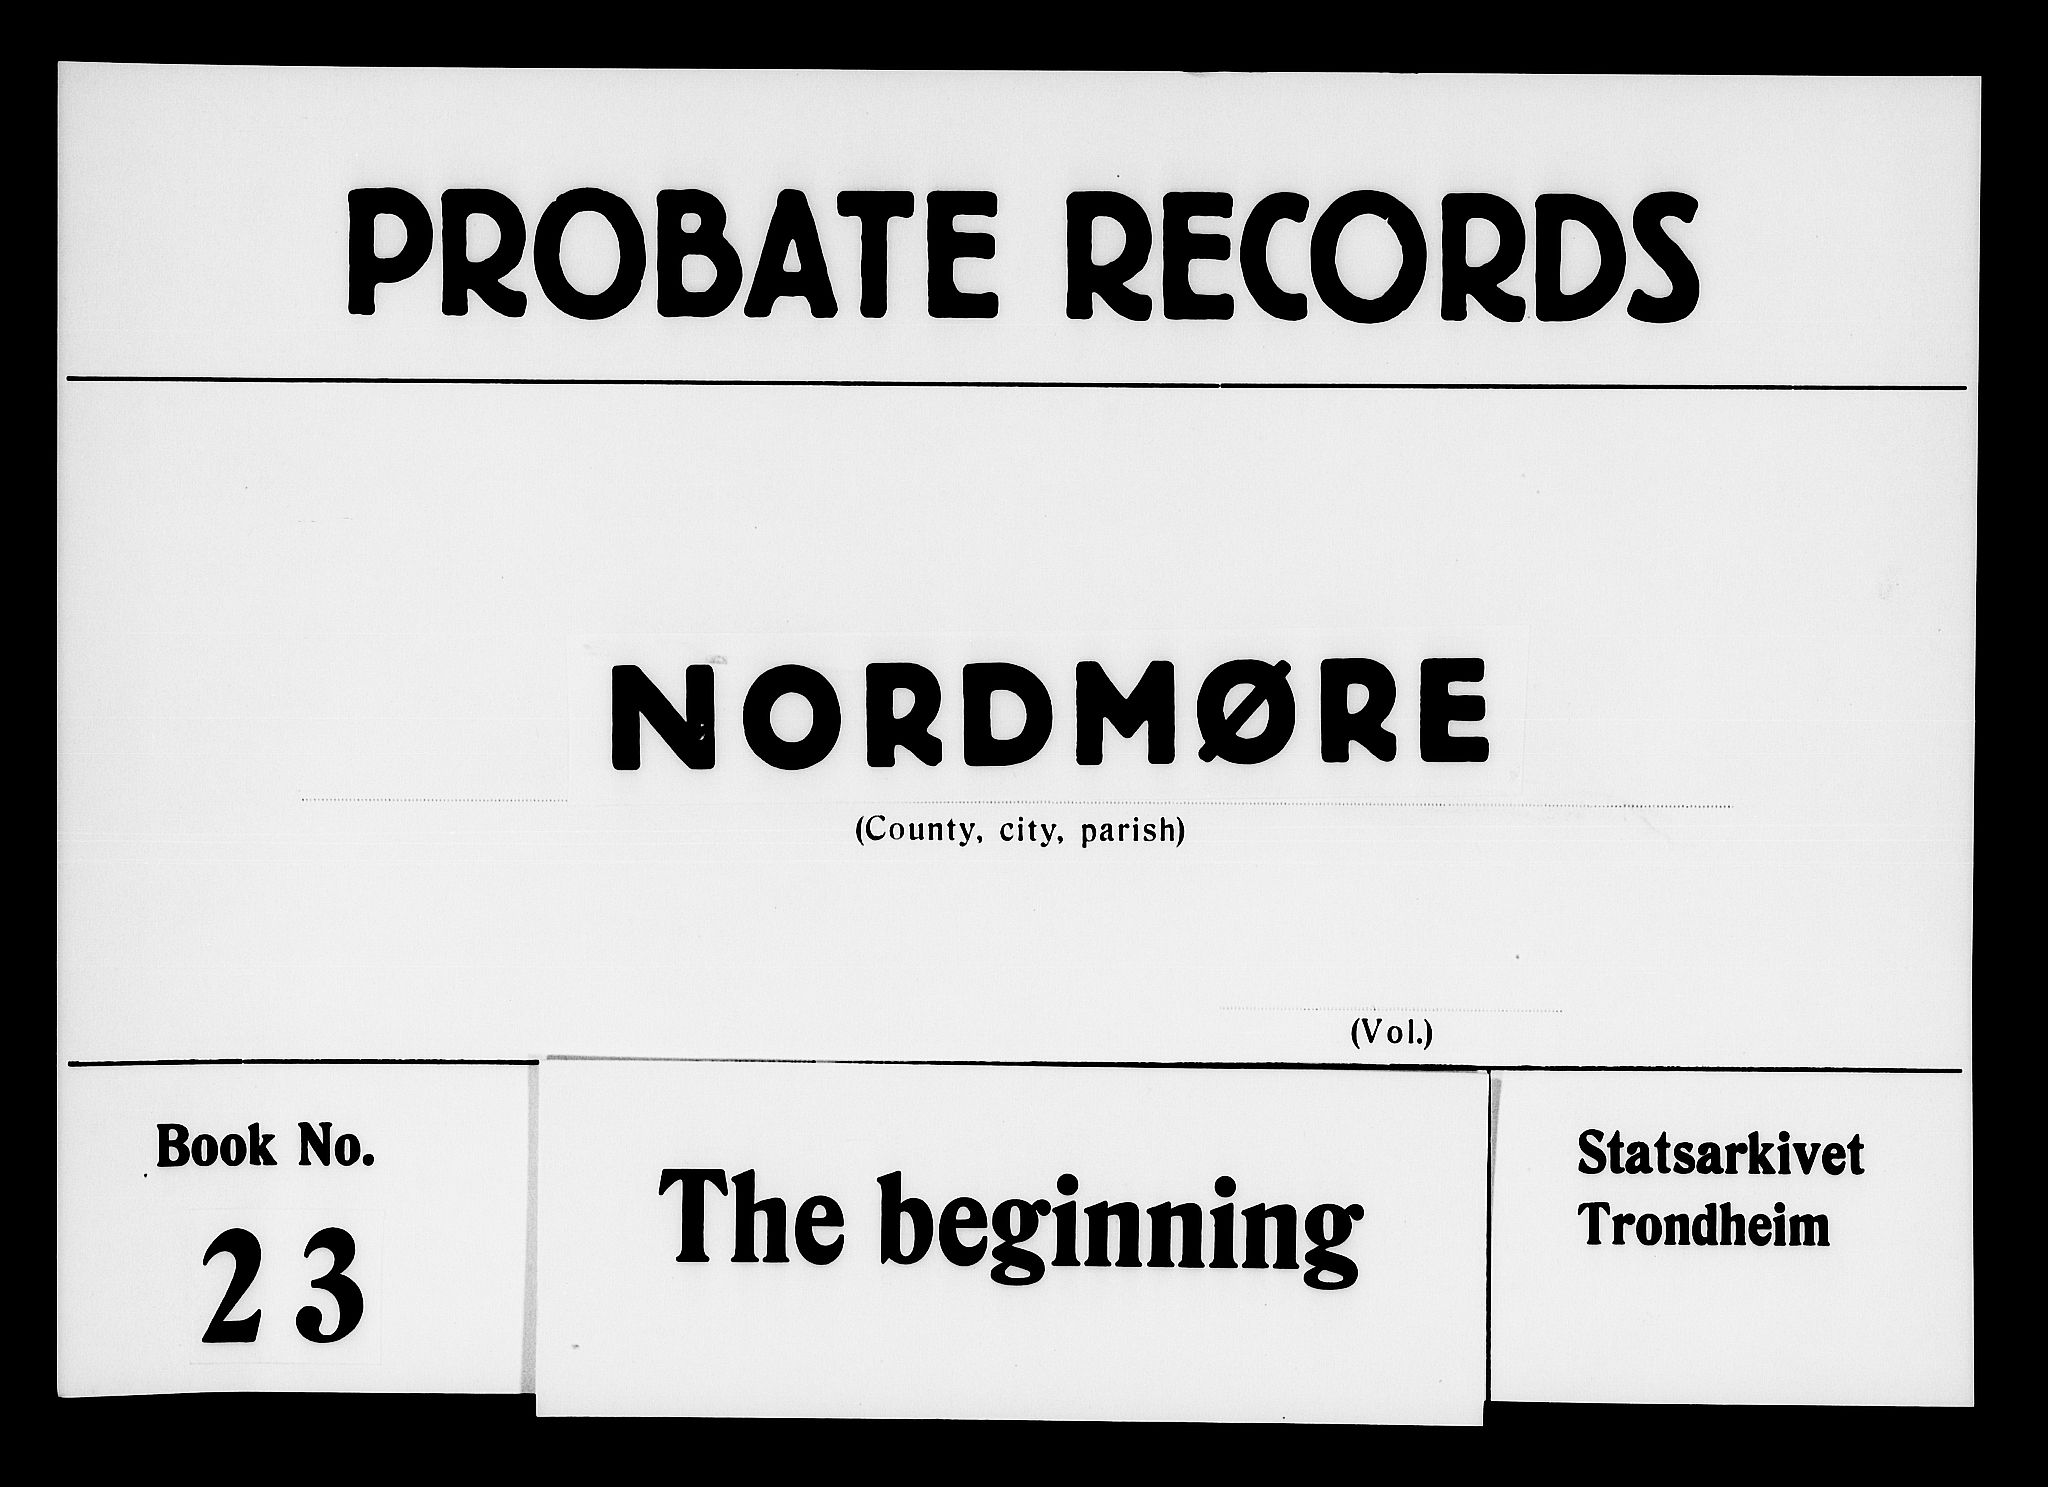 PROBATE RECORDS
NORDMØRE
(County, city, parish)
(Vol.)
Book No.
23
The beginning
Statsarkivet
Trondheim